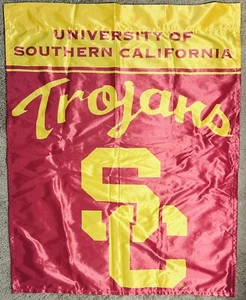 UNIVERSITY OF
SOUTHERN CALIFORNIA
Trojans
SC